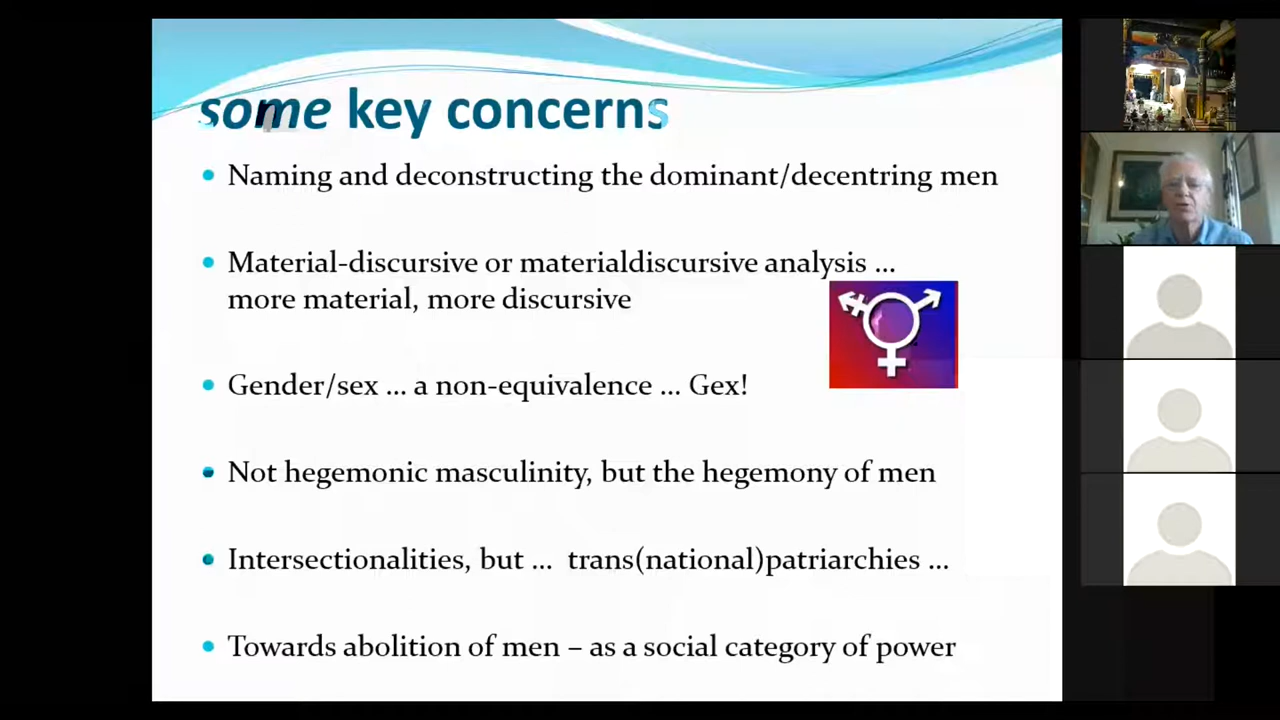 some key concerns
• Naming and deconstructing the dominant/decentring men
• Material-discursive or materialdiscursive analysis ...
more material, more discursive
• Gender/sex ... a non-equivalence ... Gex!
• Not hegemonic masculinity, but the hegemony of men
• Intersectionalities, but ... trans(national)patriarchies ...
• Towards abolition of men – as a social category of power